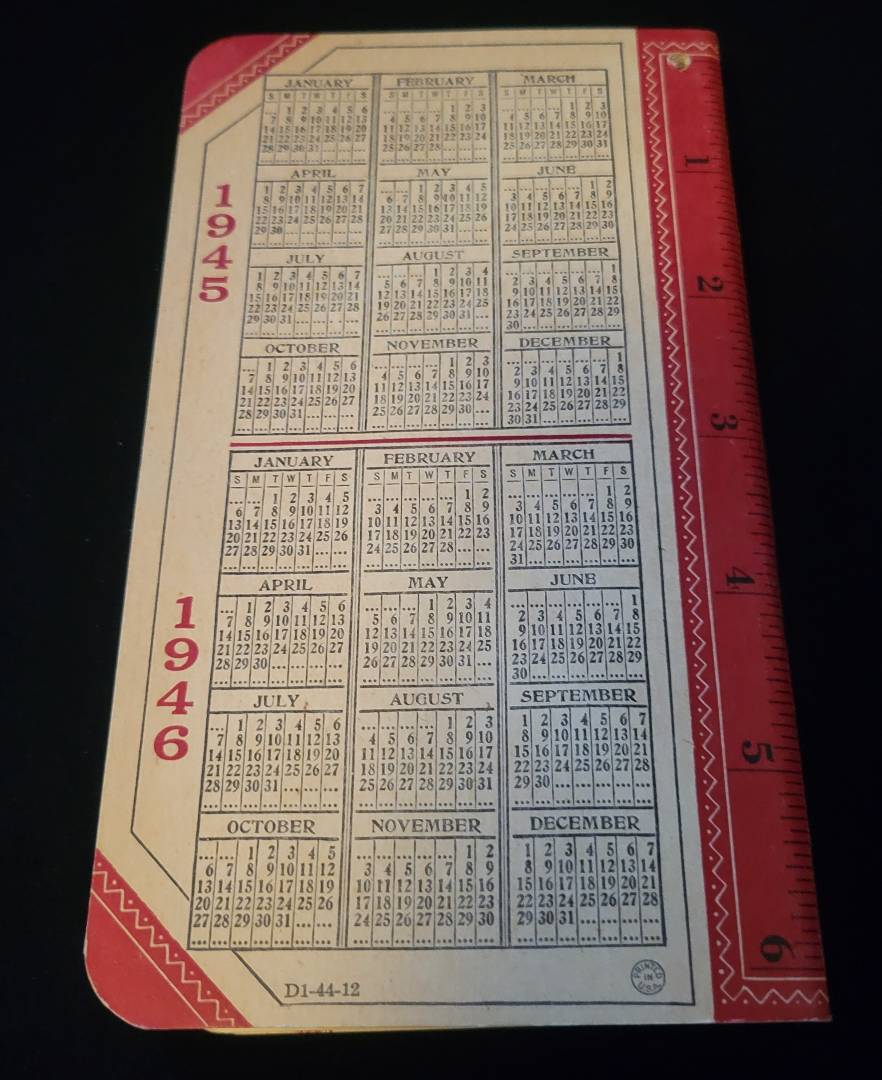 1945
JANUARY
S M T W T F S
1 2 3 4 5 6
7 8 9 10 11 12 13
14 15 16 17 18 19 20
21 22 23 24 25 26 27
28 29 30 31
FEBRUARY
S M T W T F S
1 2 3
4 5 6 7 8 9 10
11 12 13 14 15 16 17
18 19 20 21 22 23 24
25 26 27 28
MARCH
S M T W T F S
1 2 3
4 5 6 7 8 9 10
11 12 13 14 15 16 17
18 19 20 21 22 23 24
25 26 27 28 29 30 31
APRIL
1 2 3 4 5 6 7
8 9 10 11 12 13 14
15 16 17 18 19 20 21
22 23 24 25 26 27 28
29 30
MAY
1 2 3 4 5
6 7 8 9 10 11 12
13 14 15 16 17 18 19
20 21 22 23 24 25 26
27 28 29 30 31
JUNE
1 2
3 4 5 6 7 8 9
10 11 12 13 14 15 16
17 18 19 20 21 22 23
24 25 26 27 28 29 30
JULY
1 2 3 4 5 6 7
8 9 10 11 12 13 14
15 16 17 18 19 20 21
22 23 24 25 26 27 28
29 30 31
AUGUST
1 2 3 4
5 6 7 8 9 10 11
12 13 14 15 16 17 18
19 20 21 22 23 24 25
26 27 28 29 30 31
SEPTEMBER
1
2 3 4 5 6 7 8
9 10 11 12 13 14 15
16 17 18 19 20 21 22
23 24 25 26 27 28 29
30
OCTOBER
1 2 3 4 5 6
7 8 9 10 11 12 13
14 15 16 17 18 19 20
21 22 23 24 25 26 27
28 29 30 31
NOVEMBER
1 2 3
4 5 6 7 8 9 10
11 12 13 14 15 16 17
18 19 20 21 22 23 24
25 26 27 28 29 30
DECEMBER
1
2 3 4 5 6 7 8
9 10 11 12 13 14 15
16 17 18 19 20 21 22
23 24 25 26 27 28 29
30 31
1946
JANUARY
S M T W T F S
1 2 3 4 5
6 7 8 9 10 11 12
13 14 15 16 17 18 19
20 21 22 23 24 25 26
27 28 29 30 31
FEBRUARY
S M T W T F S
1 2
3 4 5 6 7 8 9
10 11 12 13 14 15 16
17 18 19 20 21 22 23
24 25 26 27 28
MARCH
S M T W T F S
1 2
3 4 5 6 7 8 9
10 11 12 13 14 15 16
17 18 19 20 21 22 23
24 25 26 27 28 29 30
31
APRIL
1 2 3 4 5 6
7 8 9 10 11 12 13
14 15 16 17 18 19 20
21 22 23 24 25 26 27
28 29 30
MAY
1 2 3 4
5 6 7 8 9 10 11
12 13 14 15 16 17 18
19 20 21 22 23 24 25
26 27 28 29 30 31
JUNE
1
2 3 4 5 6 7 8
9 10 11 12 13 14 15
16 17 18 19 20 21 22
23 24 25 26 27 28 29
30
JULY
1 2 3 4 5 6
7 8 9 10 11 12 13
14 15 16 17 18 19 20
21 22 23 24 25 26 27
28 29 30 31
AUGUST
1 2 3
4 5 6 7 8 9 10
11 12 13 14 15 16 17
18 19 20 21 22 23 24
25 26 27 28 29 30 31
SEPTEMBER
1 2 3 4 5 6 7
8 9 10 11 12 13 14
15 16 17 18 19 20 21
22 23 24 25 26 27 28
29 30
OCTOBER
1 2 3 4 5
6 7 8 9 10 11 12
13 14 15 16 17 18 19
20 21 22 23 24 25 26
27 28 29 30 31
NOVEMBER
1 2
3 4 5 6 7 8 9
10 11 12 13 14 15 16
17 18 19 20 21 22 23
24 25 26 27 28 29 30
DECEMBER
1 2 3 4 5 6 7
8 9 10 11 12 13 14
15 16 17 18 19 20 21
22 23 24 25 26 27 28
29 30 31
D1-44-12
PRINTED
IN
U.S.A.
1
2
3
4
5
6